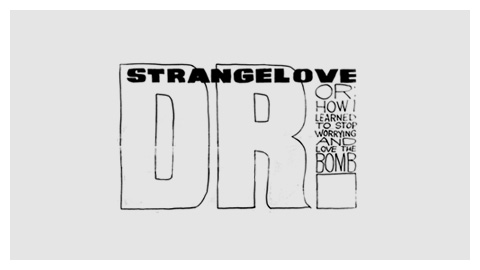 DR.
STRANGELOVE
OR:
HOW I
LEARNED
TO STOP
WORRYING
AND
LOVE THE
BOMB